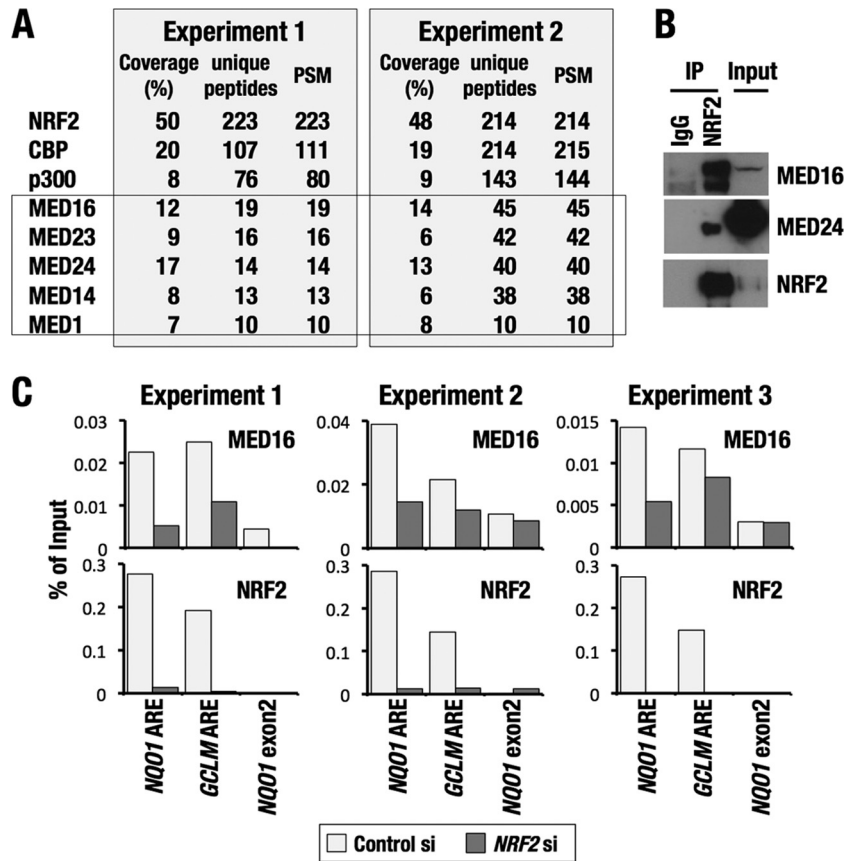 A
Experiment 1 Experiment 2
Coverage (%) unique peptides PSM Coverage (%) unique peptides PSM
NRF2 50 223 223 48 214 214
CBP 20 107 111 19 214 215
p300 8 76 80 9 143 144
MED16 12 19 19 14 45 45
MED23 9 16 16 6 42 42
MED24 17 14 14 13 40 40
MED14 8 13 13 6 38 38
MED1 7 10 10 8 10 10
B
IP Input
IgG NRF2
MED16
MED24
NRF2
C
Experiment 1 Experiment 2 Experiment 3
% of Input
0.03
0.02
0.01
0
MED16
0.04
0.02
0
MED16
0.015
0.01
0.005
0
MED16
0.3
0.2
0.1
0
NRF2
0.3
0.2
0.1
0
NRF2
0.3
0.2
0.1
0
NRF2
NQO1 ARE
GCLM ARE
NQO1 exon2
NQO1 ARE
GCLM ARE
NQO1 exon2
NQO1 ARE
GCLM ARE
NQO1 exon2
Control si NRF2 si